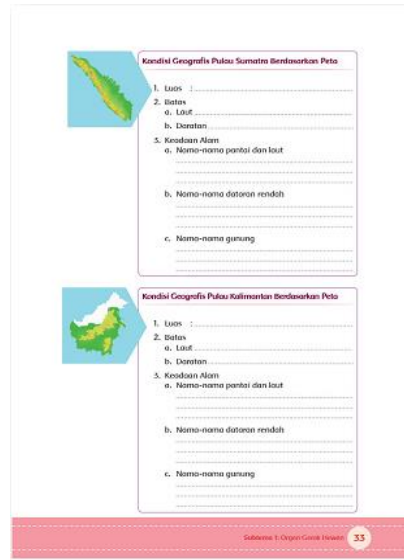 Kondisi Geografis Pulau Sumatra Berdasarkan Peta
1. Luas :
2. Batas
a. Laut
b. Daratan
3. Keadaan Alam
a. Nama-nama pantai dan laut
b. Nama-nama dataran rendah
c. Nama-nama gunung
Kondisi Geografis Pulau Kalimantan Berdasarkan Peta
1. Luas :
2. Batas
a. Laut
b. Daratan
3. Keadaan Alam
a. Nama-nama pantai dan laut
b. Nama-nama dataran rendah
c. Nama-nama gunung
Subtema 1: Organ Gerak Hewan 33